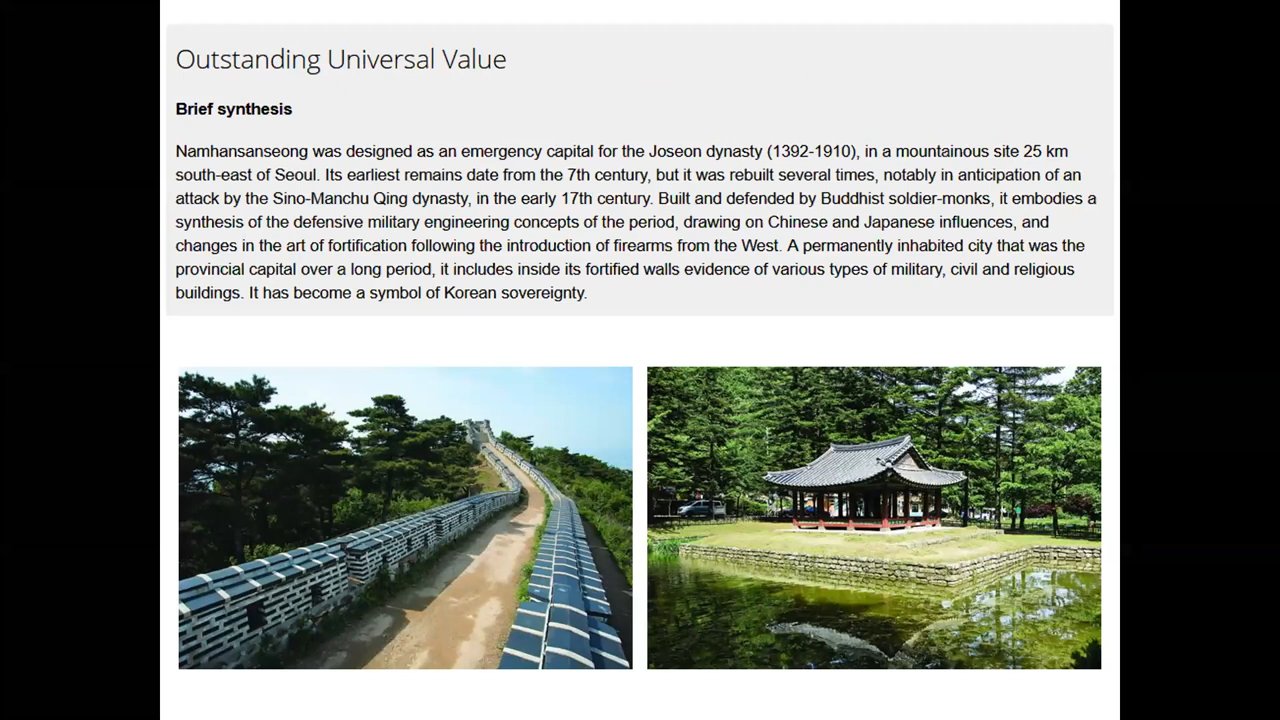 Outstanding Universal Value
Brief synthesis
Namhansanseong was designed as an emergency capital for the Joseon dynasty (1392-1910), in a mountainous site 25 km
south-east of Seoul. Its earliest remains date from the 7th century, but it was rebuilt several times, notably in anticipation of an
attack by the Sino-Manchu Qing dynasty, in the early 17th century. Built and defended by Buddhist soldier-monks, it embodies a
synthesis of the defensive military engineering concepts of the period, drawing on Chinese and Japanese influences, and
changes in the art of fortification following the introduction of firearms from the West. A permanently inhabited city that was the
provincial capital over a long period, it includes inside its fortified walls evidence of various types of military, civil and religious
buildings. It has become a symbol of Korean sovereignty.